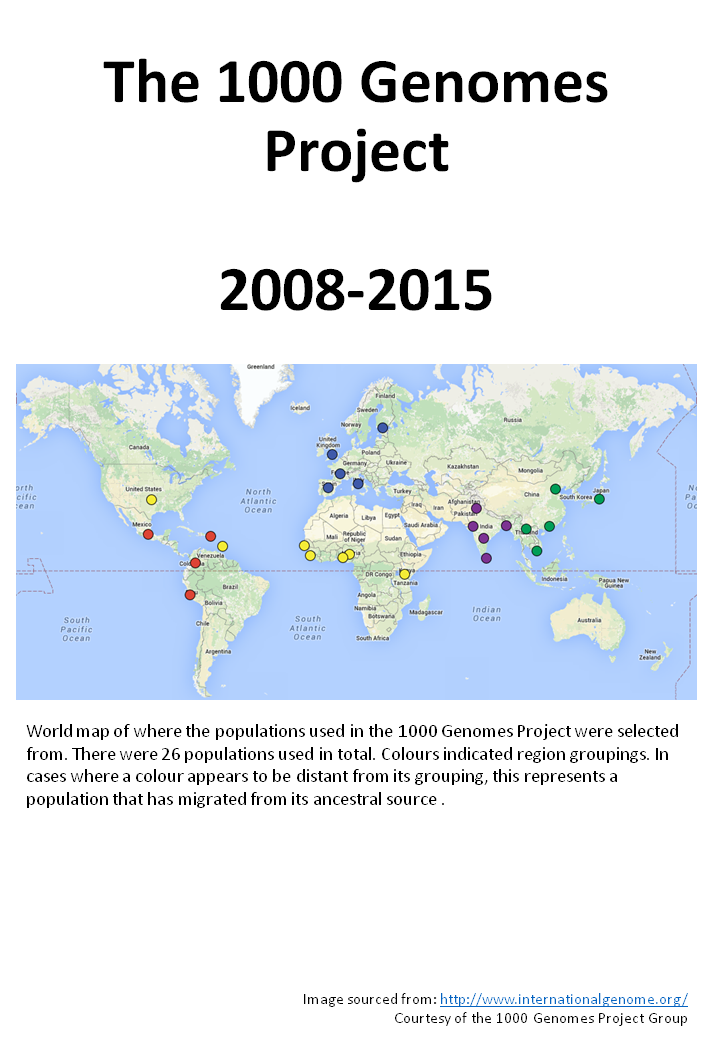 The 1000 Genomes
Project
2008-2015
Greenland
Iceland
Finland
Sweden
Norway
Russia
Canada
United
Kingdom
Poland
Germany
Ukraine
Kazakhstan
Mongolia
United States
North
Atlantic
Ocean
Turkey
Afghanistan
Iraq
Iran
Pakistan
China
Japan
South Korea
Algeria
Libya
Egypt
Saudi Arabia
India
Mexico
Mali
Niger
Sudan
Ethiopia
Venezuela
DR Congo
Tanzania
Indonesia
Papua New
Guinea
Brazil
Bolivia
Angola
Namibia
Botswana
Madagascar
Indian
Ocean
Australia
South
Pacific
Ocean
Chile
South
Atlantic
Ocean
South Africa
Argentina
New
Zealand
World map of where the populations used in the 1000 Genomes Project were selected
from. There were 26 populations used in total. Colours indicated region groupings. In
cases where a colour appears to be distant from its grouping, this represents a
population that has migrated from its ancestral source .
Image sourced from: http://www.internationalgenome.org/
Courtesy of the 1000 Genomes Project Group